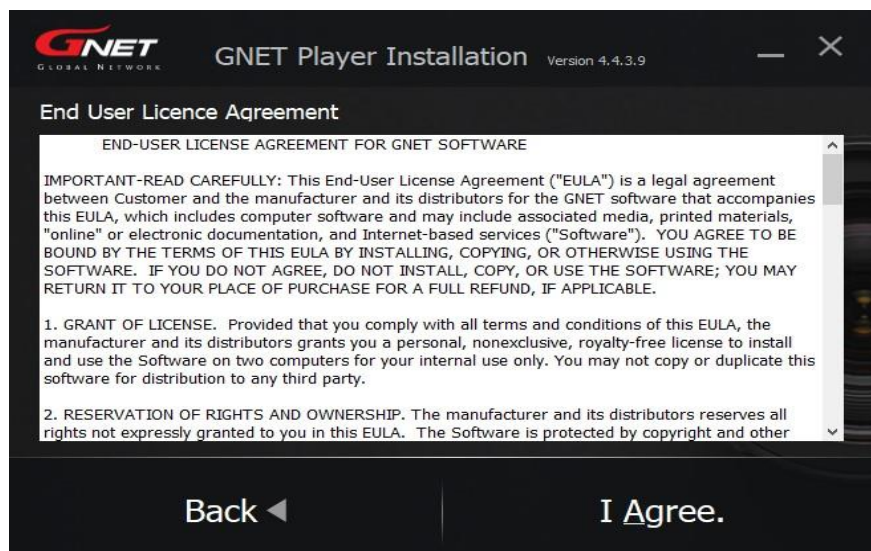 GNET
GLOBAL NETWORK
GNET Player Installation Version 4.4.3.9
End User Licence Agreement
END-USER LICENSE AGREEMENT FOR GNET SOFTWARE
IMPORTANT-READ CAREFULLY: This End-User License Agreement ("EULA") is a legal agreement
between Customer and the manufacturer and its distributors for the GNET software that accompanies
this EULA, which includes computer software and may include associated media, printed materials,
"online" or electronic documentation, and Internet-based services ("Software"). YOU AGREE TO BE
BOUND BY THE TERMS OF THIS EULA BY INSTALLING, COPYING, OR OTHERWISE USING THE
SOFTWARE. IF YOU DO NOT AGREE, DO NOT INSTALL, COPY, OR USE THE SOFTWARE; YOU MAY
RETURN IT TO YOUR PLACE OF PURCHASE FOR A FULL REFUND, IF APPLICABLE.
1. GRANT OF LICENSE. Provided that you comply with all terms and conditions of this EULA, the
manufacturer and its distributors grants you a personal, nonexclusive, royalty-free license to install
and use the Software on two computers for your internal use only. You may not copy or duplicate this
software for distribution to any third party.
2. RESERVATION OF RIGHTS AND OWNERSHIP. The manufacturer and its distributors reserves all
rights not expressly granted to you in this EULA. The Software is protected by copyright and other
Back
I Agree.